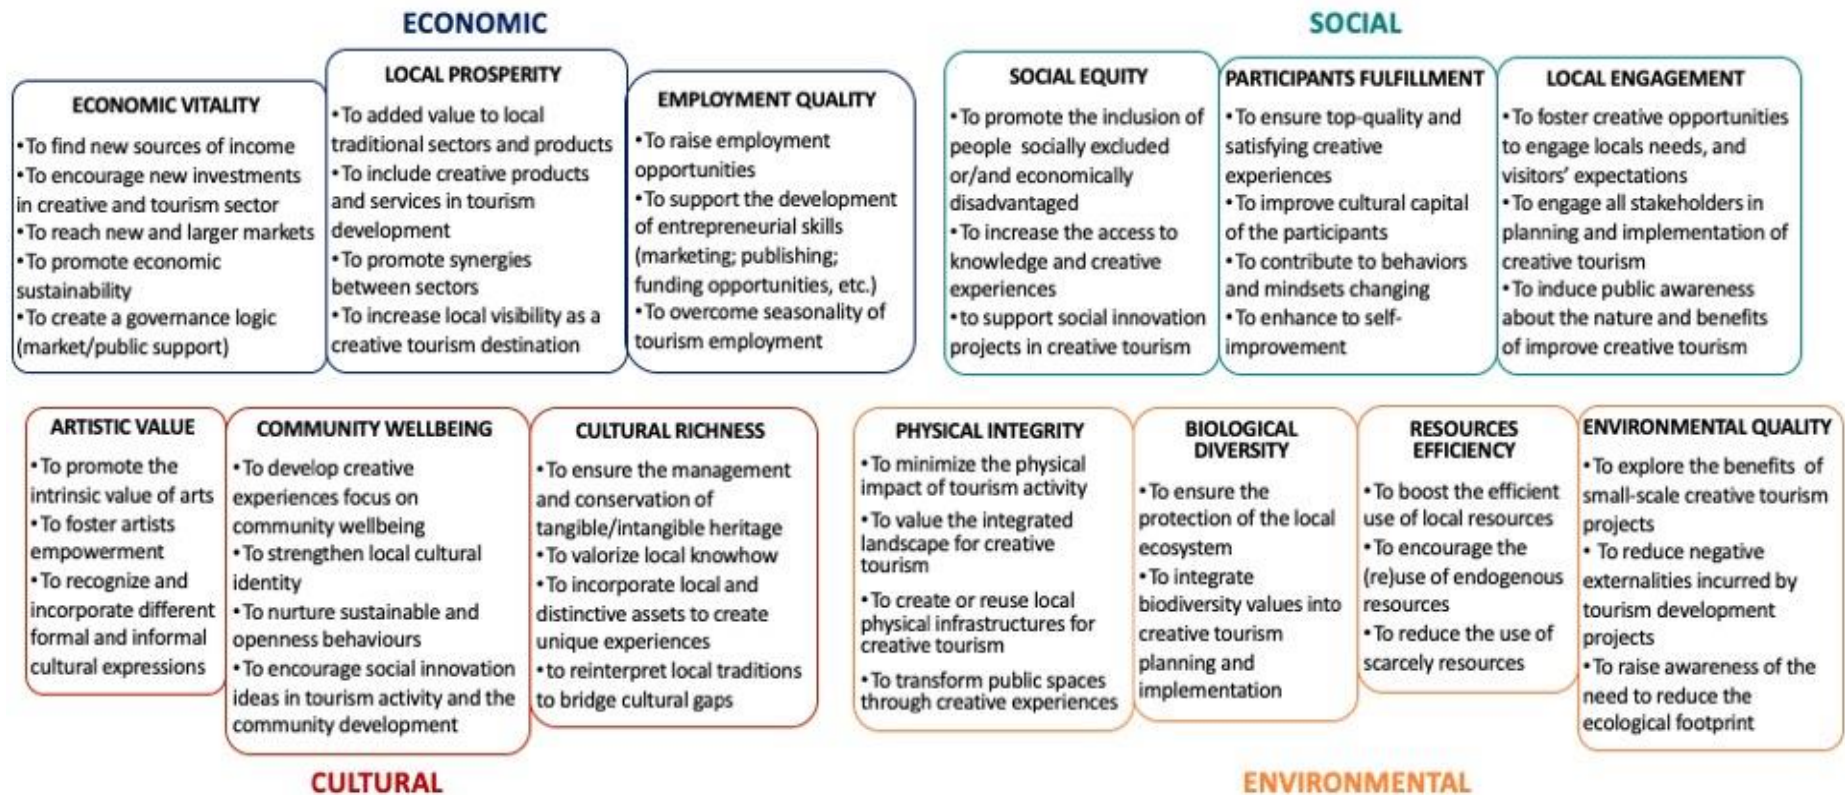 ECONOMIC
ECONOMIC VITALITY
•To find new sources of income
•To encourage new investments
in creative and tourism sector
•To reach new and larger markets
•To promote economic
sustainability
•To create a governance logic
(market/public support)
LOCAL PROSPERITY
•To added value to local
traditional sectors and products
•To include creative products
and services in tourism
development
•To promote synergies
between sectors
•To increase local visibility as a
creative tourism destination
EMPLOYMENT QUALITY
•To raise employment
opportunities
•To support the development
of entrepreneurial skills
(marketing; publishing;
funding opportunities, etc.)
•To overcome seasonality of
tourism employment
SOCIAL
SOCIAL EQUITY
•To promote the inclusion of
people socially excluded
or/and economically
disadvantaged
•To increase the access to
knowledge and creative
experiences
•to support social innovation
projects in creative tourism
PARTICIPANTS FULFILLMENT
•To ensure top-quality and
satisfying creative
experiences
•To improve cultural capital
of the participants
•To contribute to behaviors
and mindsets changing
•To enhance to self-
improvement
LOCAL ENGAGEMENT
•To foster creative opportunities
to engage locals needs, and
visitors' expectations
•To engage all stakeholders in
planning and implementation of
creative tourism
•To induce public awareness
about the nature and benefits
of improve creative tourism
ARTISTIC VALUE
•To promote the
intrinsic value of arts
•To foster artists
empowerment
•To recognize and
incorporate different
formal and informal
cultural expressions
COMMUNITY WELLBEING
•To develop creative
experiences focus on
community wellbeing
•To strengthen local cultural
identity
•To nurture sustainable and
openness behaviours
•To encourage social innovation
ideas in tourism activity and the
community development
CULTURAL RICHNESS
•To ensure the management
and conservation of
tangible/intangible heritage
•To valorize local knowhow
•To incorporate local and
distinctive assets to create
unique experiences
•to reinterpret local traditions
to bridge cultural gaps
CULTURAL
PHYSICAL INTEGRITY
•To minimize the physical
impact of tourism activity
•To value the integrated
landscape for creative
tourism
•To create or reuse local
physical infrastructures for
creative tourism
•To transform public spaces
through creative experiences
BIOLOGICAL
DIVERSITY
•To ensure the
protection of the local
ecosystem
•To integrate
biodiversity values into
creative tourism
planning and
implementation
RESOURCES
EFFICIENCY
•To boost the efficient
use of local resources
•To encourage the
(re)use of endogenous
resources
•To reduce the use of
scarcely resources
ENVIRONMENTAL QUALITY
•To explore the benefits of
small-scale creative tourism
projects
• To reduce negative
externalities incurred by
tourism development
projects
•To raise awareness of the
need to reduce the
ecological footprint
ENVIRONMENTAL